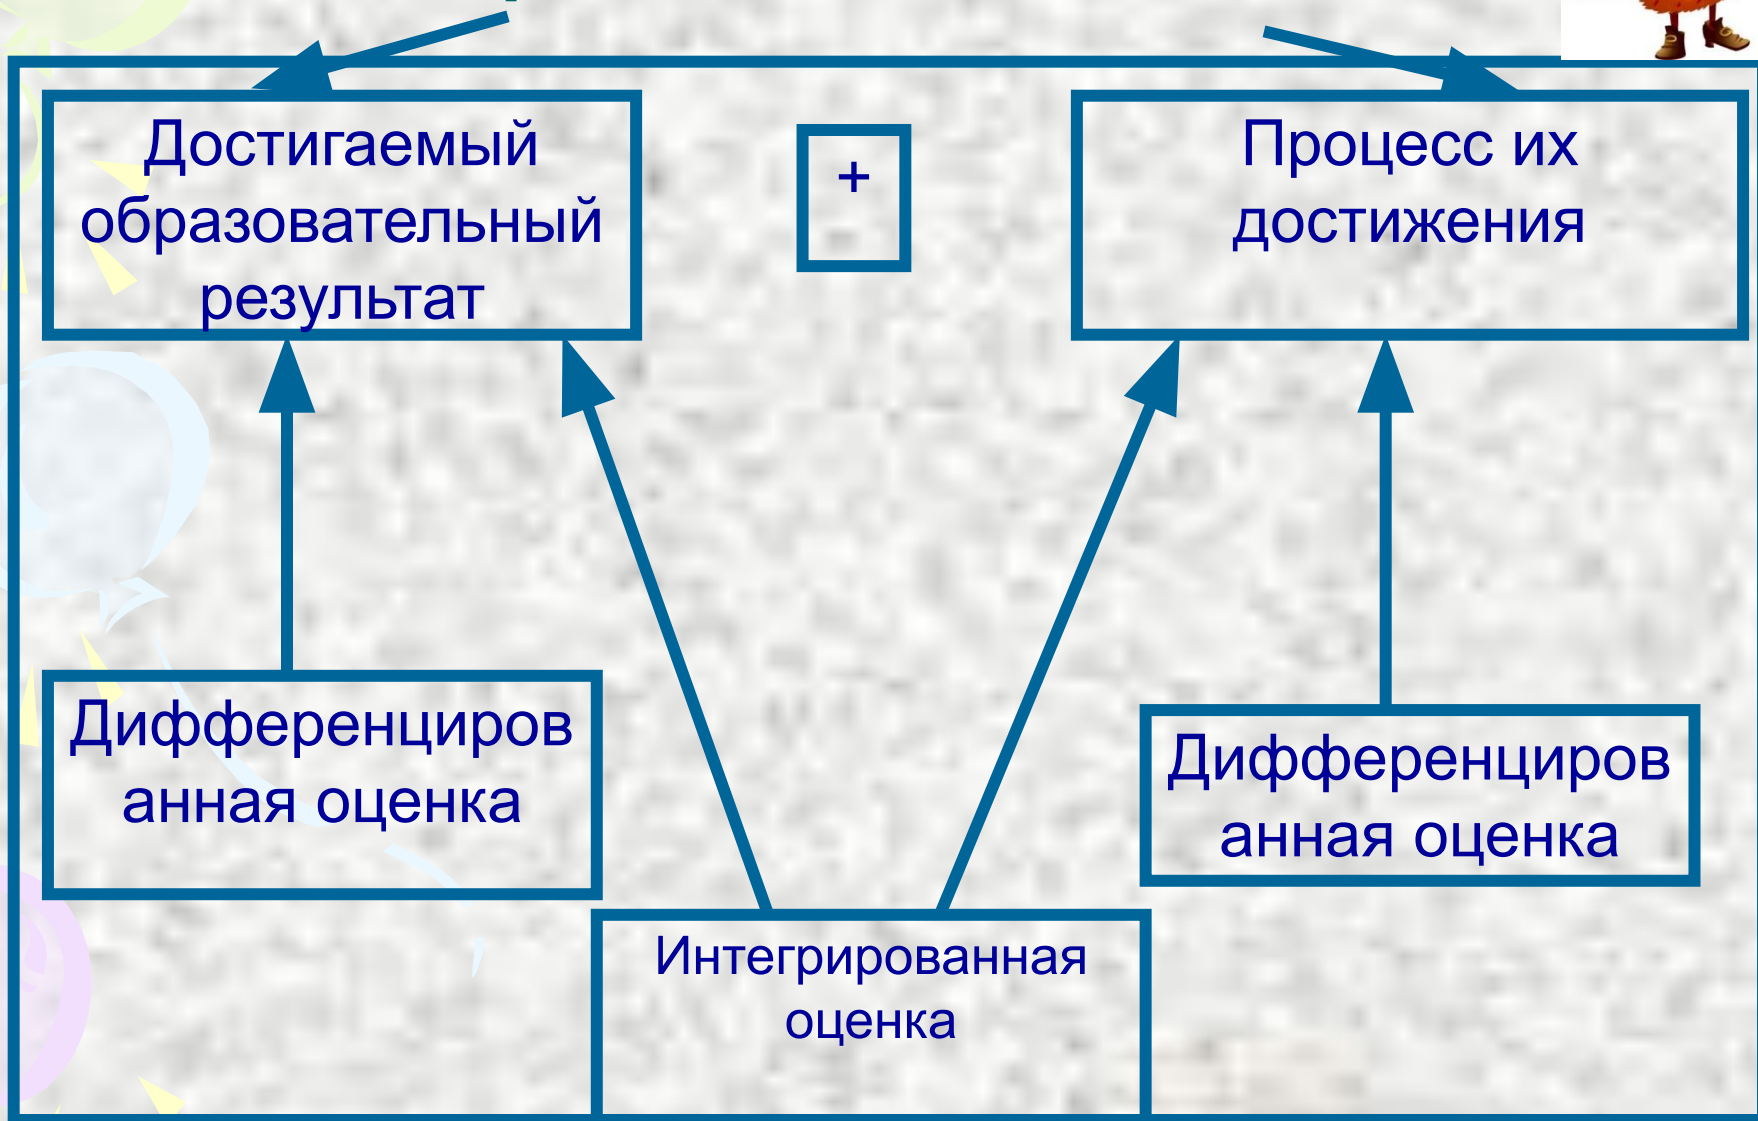 Достигаемый
образовательный
результат
+
Процесс их
достижения
Дифференциров
анная оценка
Дифференциров
анная оценка
Интегрированная
оценка